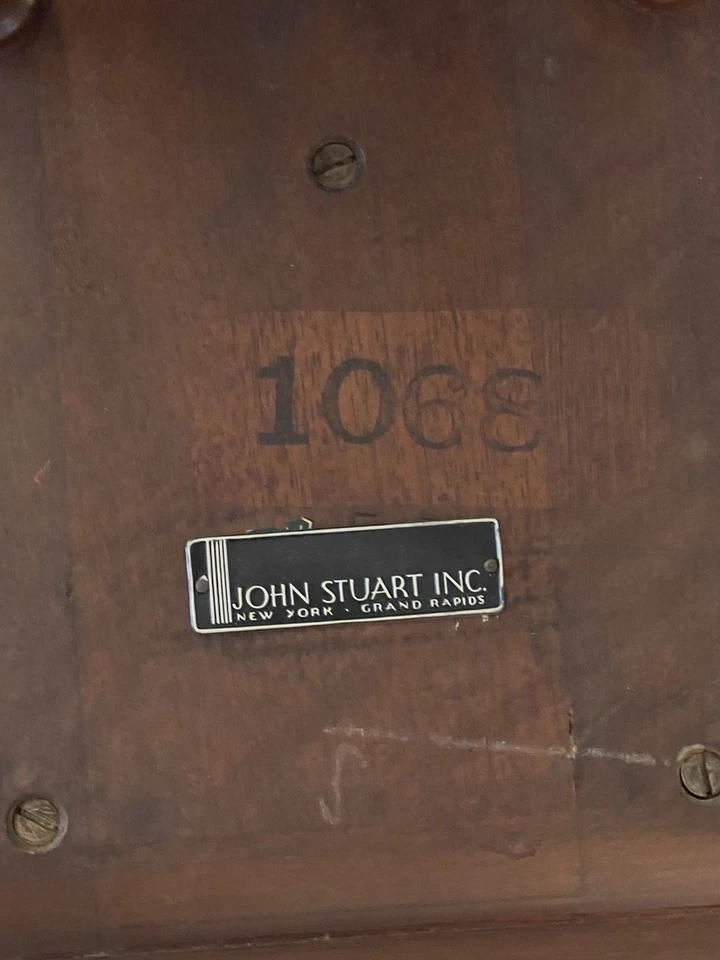 1068
JOHN STUART INC.
NEW YORK · GRAND RAPIDS